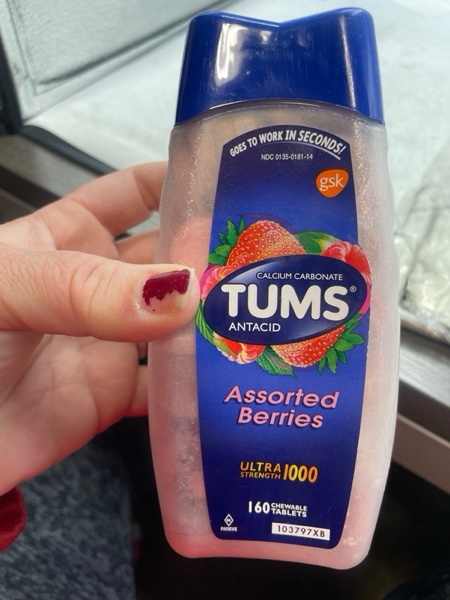 GOES TO WORK IN SECONDS!
NDC 0135-0181-14
gsk
CALCIUM CARBONATE
TUMS®
ANTACID
Assorted
Berries
ULTRA
STRENGTH 1000
160 CHEWABLE
TABLETS
PAREVE
103797XB